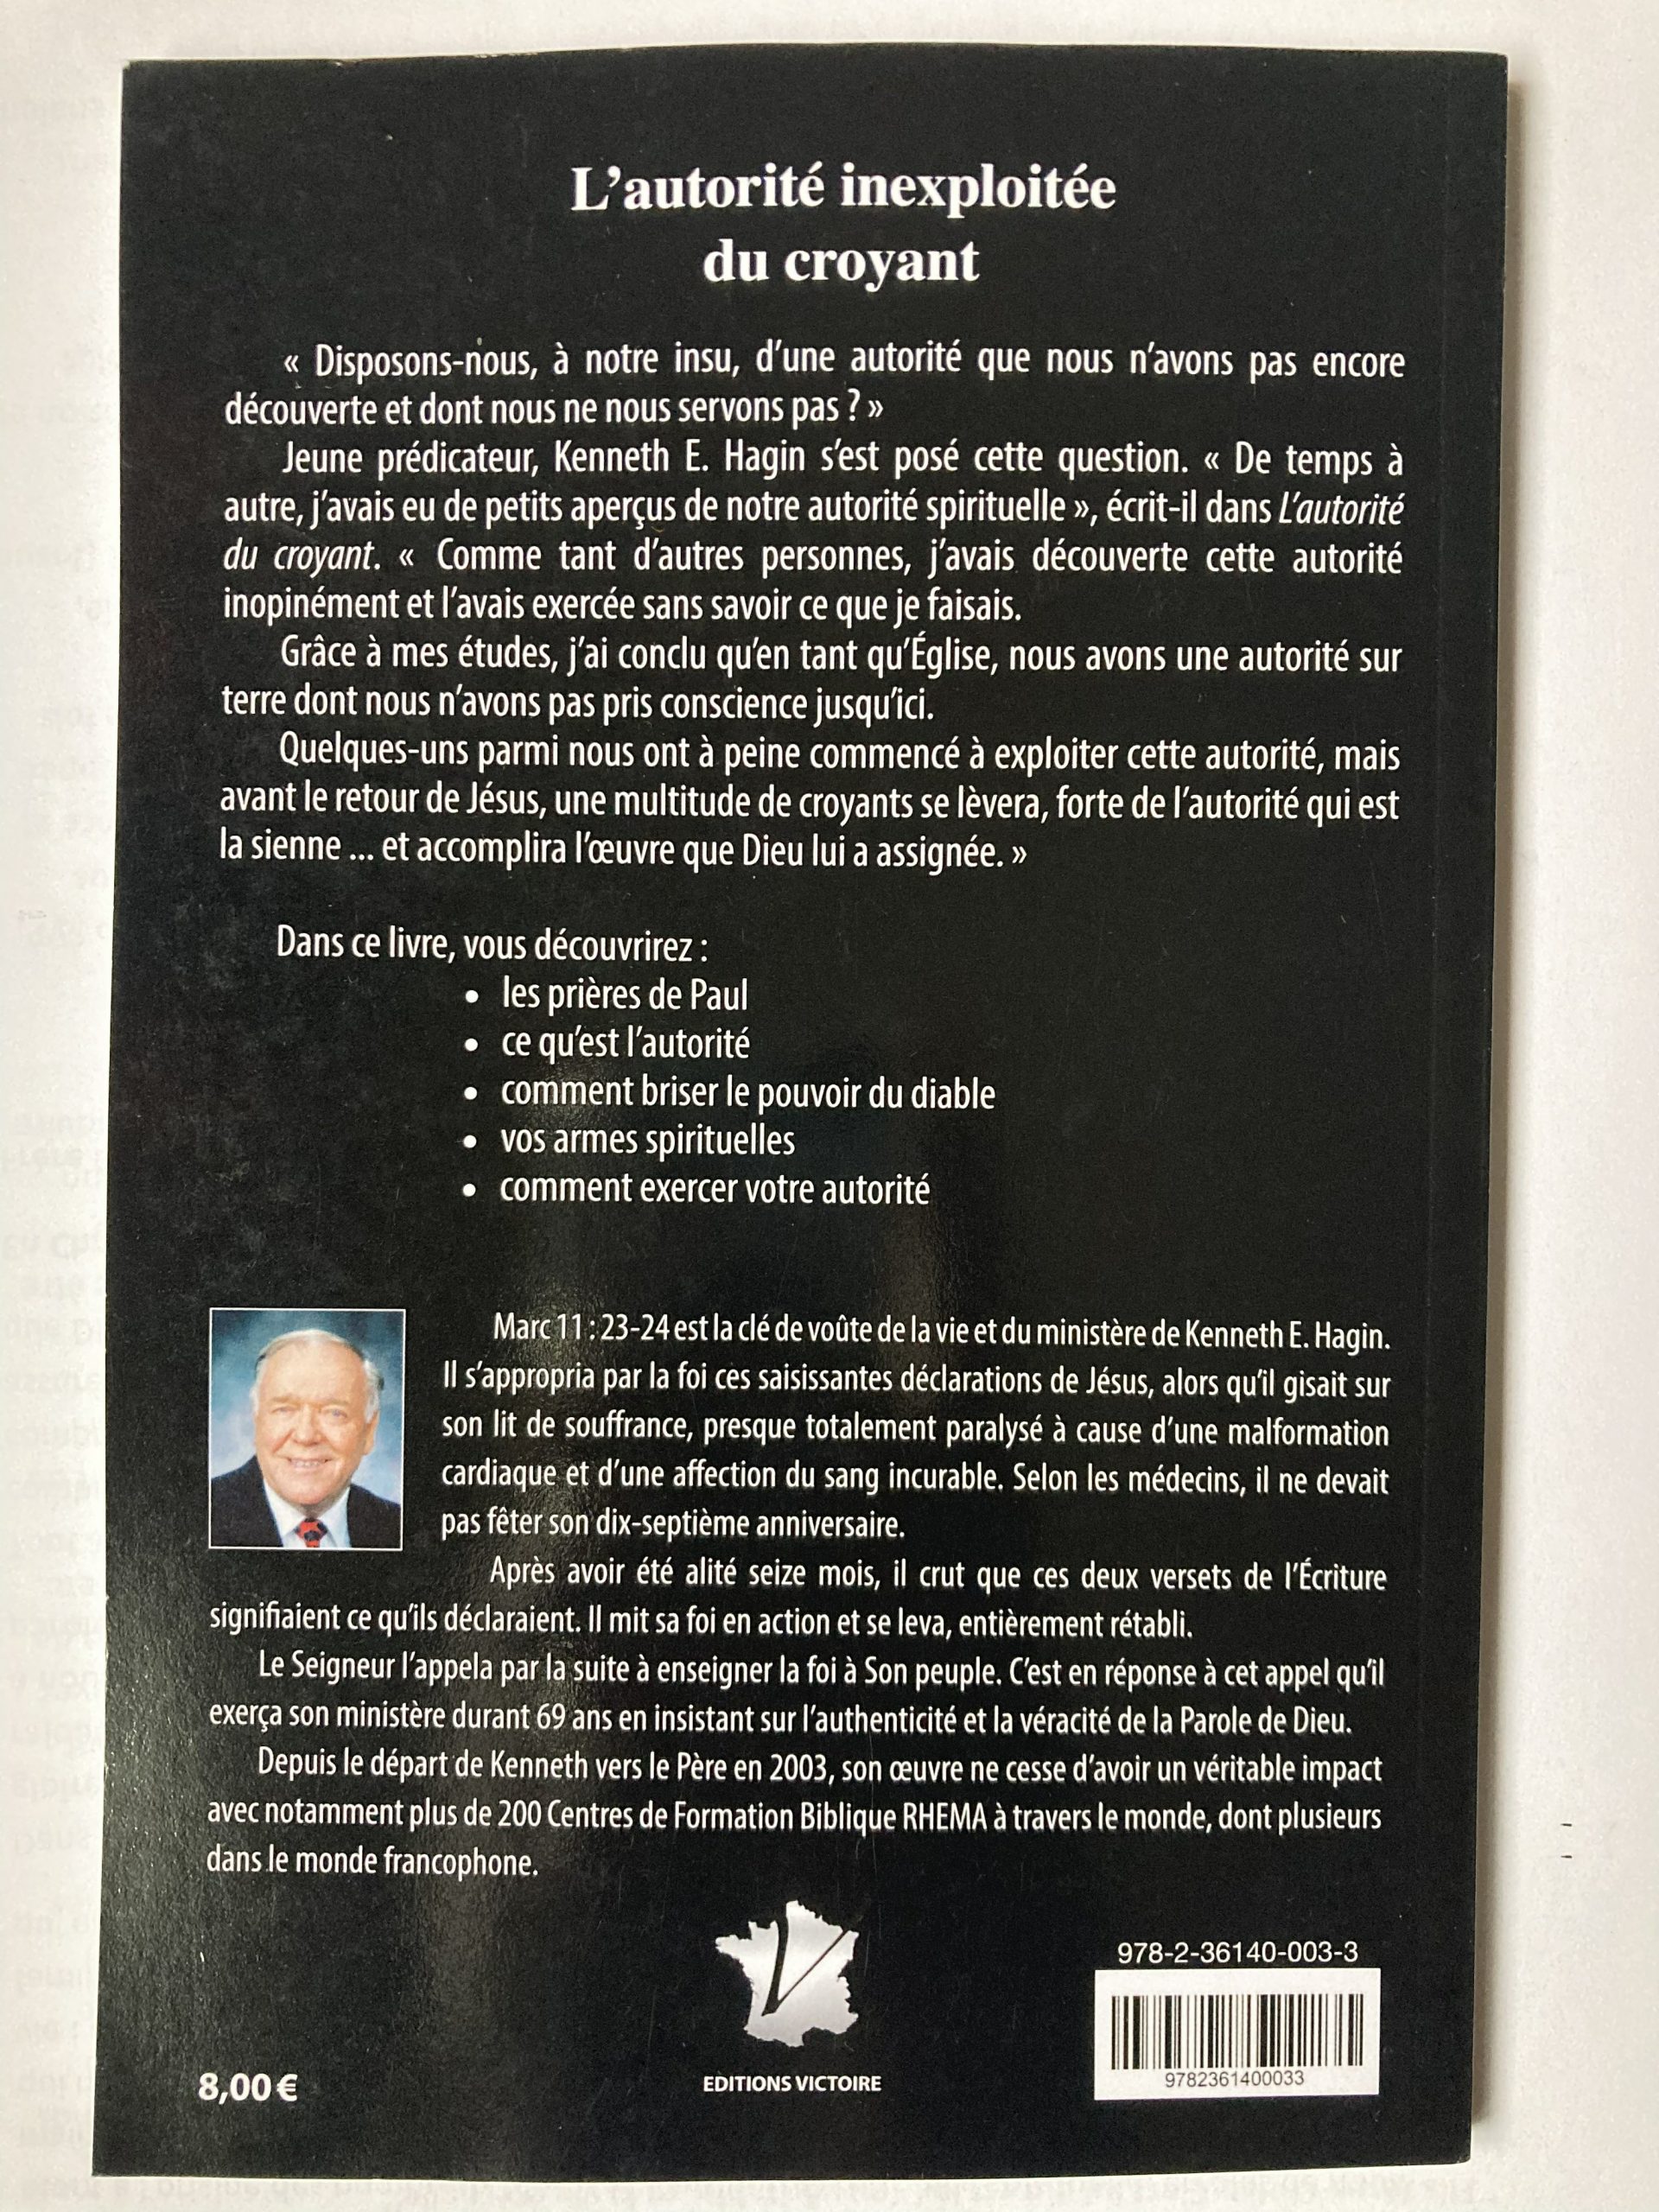 L'autorité inexploitée
du croyant
« Disposons-nous, à notre insu, d'une autorité que nous n'avons pas encore
découverte et dont nous ne nous servons pas ? »
Jeune prédicateur, Kenneth E. Hagin s'est posé cette question. « De temps à
autre, j'avais eu de petits aperçus de notre autorité spirituelle », écrit-il dans L'autorité
du croyant. « Comme tant d'autres personnes, j'avais découverte cette autorité
inopinément et l'avais exercée sans savoir ce que je faisais.
Grâce à mes études, j'ai conclu qu'en tant qu'Église, nous avons une autorité sur
terre dont nous n'avons pas pris conscience jusqu'ici.
Quelques-uns parmi nous ont à peine commencé à exploiter cette autorité, mais
avant le retour de Jésus, une multitude de croyants se lèvera, forte de l'autorité qui est
la sienne ... et accomplira l'œuvre que Dieu lui a assignée. »
Dans ce livre, vous découvrirez :
• les prières de Paul
• ce qu'est l'autorité
• comment briser le pouvoir du diable
• vos armes spirituelles
• comment exercer votre autorité
Marc 11 : 23-24 est la clé de voûte de la vie et du ministère de Kenneth E. Hagin.
Il s'appropria par la foi ces saisissantes déclarations de Jésus, alors qu'il gisait sur
son lit de souffrance, presque totalement paralysé à cause d'une malformation
cardiaque et d'une affection du sang incurable. Selon les médecins, il ne devait
pas fêter son dix-septième anniversaire.
Après avoir été alité seize mois, il crut que ces deux versets de l'Écriture
signifiaient ce qu'ils déclaraient. Il mit sa foi en action et se leva, entièrement rétabli.
Le Seigneur l'appela par la suite à enseigner la foi à Son peuple. C'est en réponse à cet appel qu'il
exerça son ministère durant 69 ans en insistant sur l'authenticité et la véracité de la Parole de Dieu.
Depuis le départ de Kenneth vers le Père en 2003, son œuvre ne cesse d'avoir un véritable impact
avec notamment plus de 200 Centres de Formation Biblique RHEMA à travers le monde, dont plusieurs
dans le monde francophone.
V
978-2-36140-003-3
9782361400033
8,00 €
EDITIONS VICTOIRE